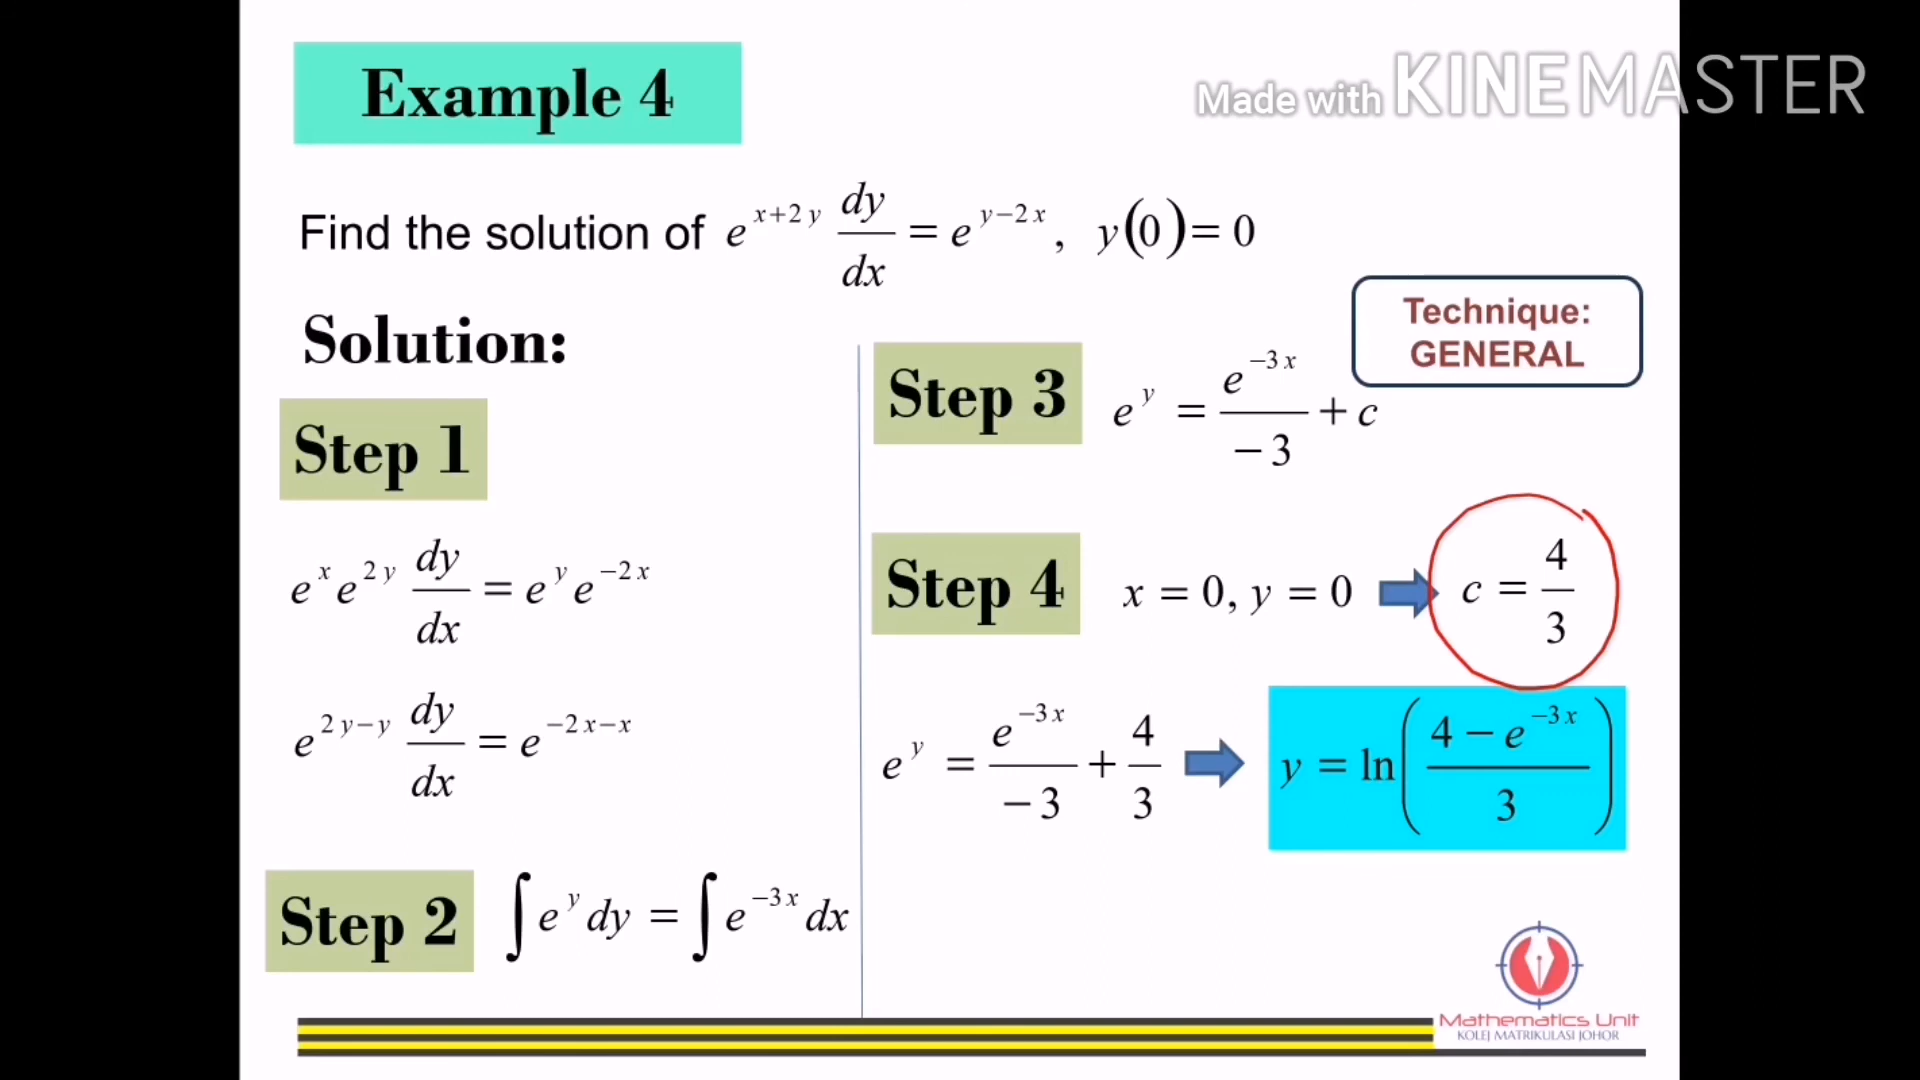 Example 4
Made with KINEMASTER
Find the solution of e^{x+2y} dy/dx = e^{y−2x}, y(0) = 0
Technique:
GENERAL
Solution:
Step 1
e^x e^{2y} dy/dx = e^y e^{−2x}
e^{2y−y} dy/dx = e^{−2x−x}
Step 2 ∫ e^y dy = ∫ e^{−3x} dx
Step 3 e^y = e^{−3x}/−3 + c
Step 4 x = 0, y = 0 ➡ c = 4/3
e^y = e^{−3x}/−3 + 4/3 ➡ y = ln((4 − e^{−3x})/3)
Mathematics Unit
KOLEJ MATRIKULASI JOHOR